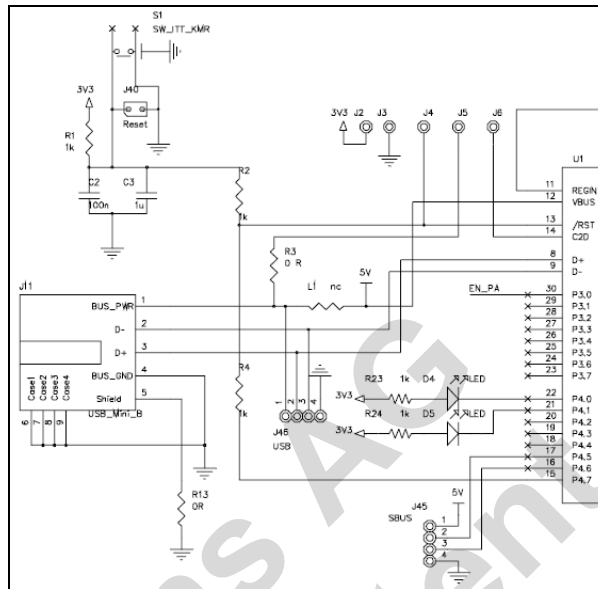 S1
SW_ITT_KMR
3V3
J40
Reset
R1
1k
C2
100n
C3
1u
R2
1k
3V3 J2 J3 J4 J5 J6
U1
11 REGIN
12 VBUS
13 /RST
14 C2D
8 D+
9 D-
R3
0 R
L1 nc
5V
J11
BUS_PWR 1
D- 2
D+ 3
BUS_GND 4
Shield 5
USB_Mini_B
Case1
Case2
Case3
Case4
6 7 8 9
R13
0R
R4
1k
1 2 3 4
J46
USB
EN_PA
30 P3.0
29 P3.1
28 P3.2
27 P3.3
26 P3.4
25 P3.5
24 P3.6
23 P3.7
R23 1k D4 LED
3V3
R24 1k D5 LED
3V3
22 P4.0
21 P4.1
20 P4.2
19 P4.3
18 P4.4
17 P4.5
16 P4.6
15 P4.7
J45
SBUS
5V
1
2
3
4
ns AG